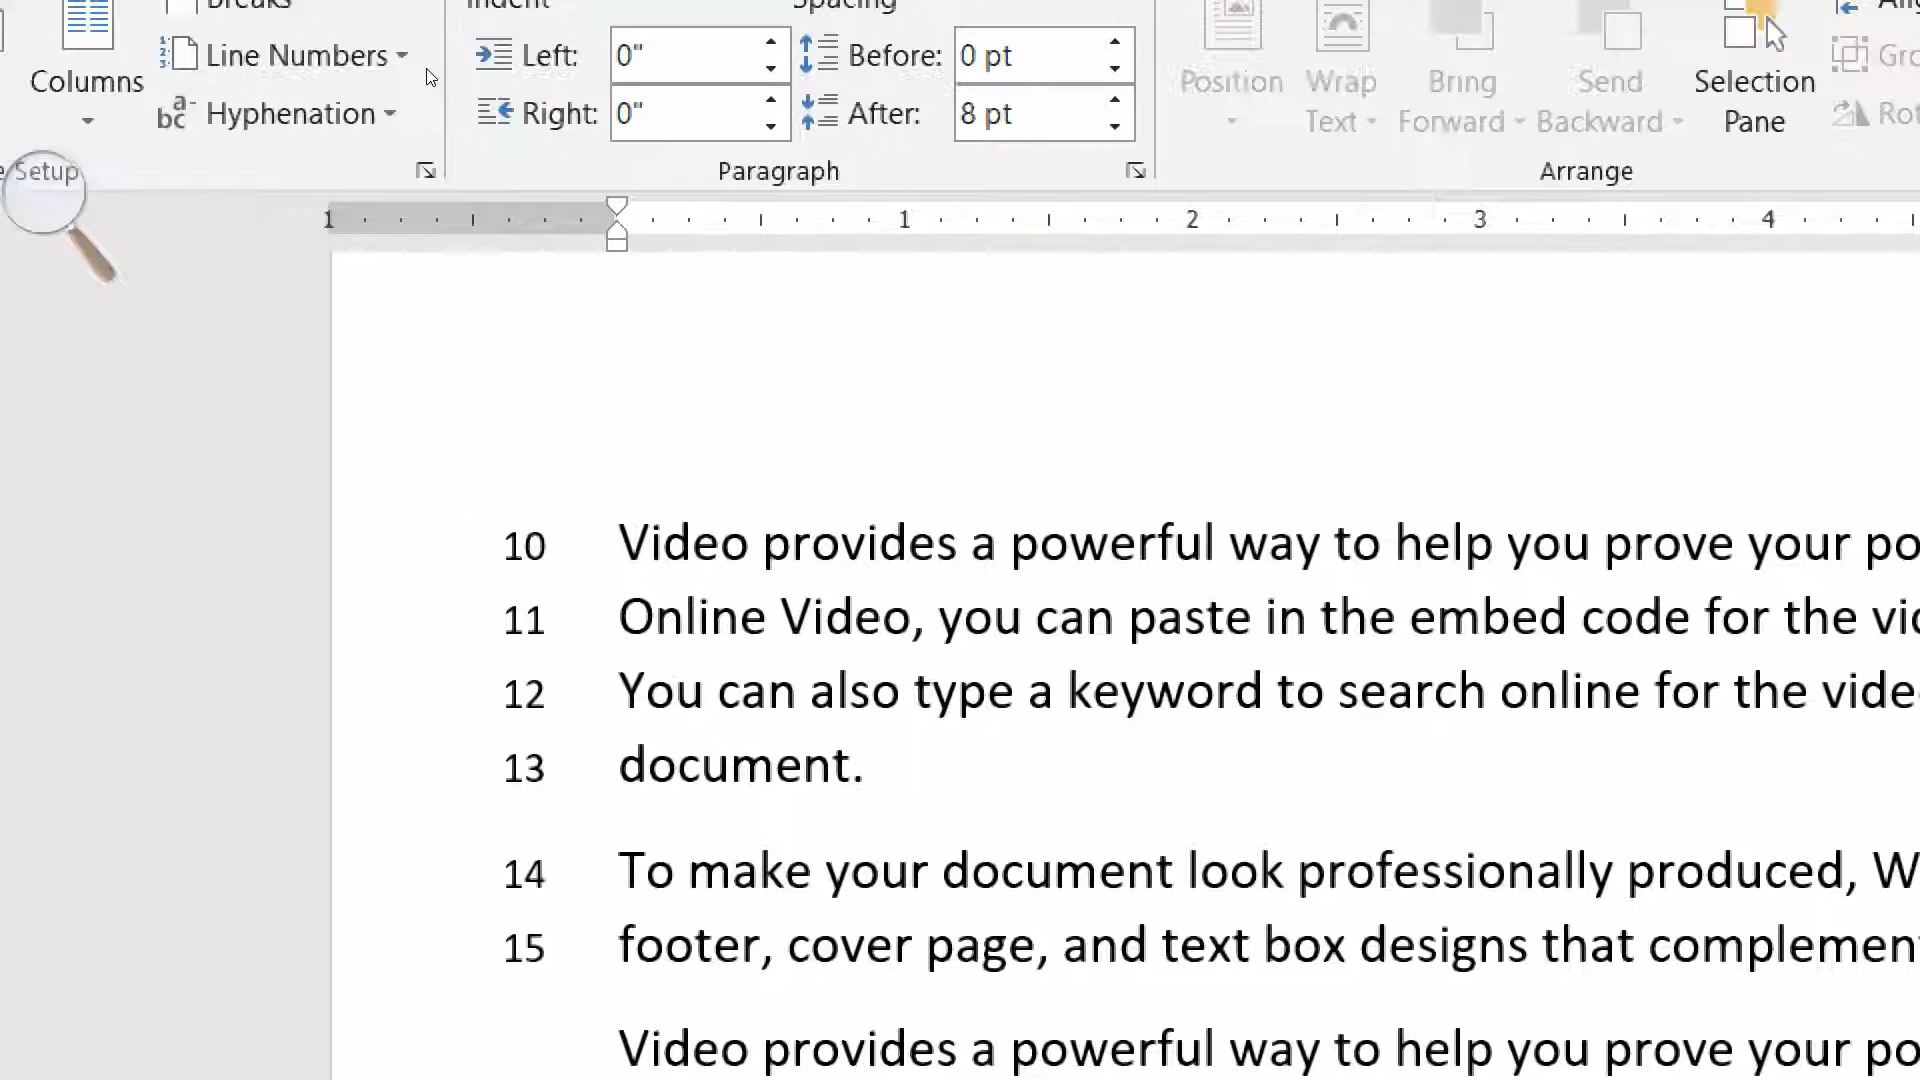 Breaks
Indent
Spacing
Columns
Line Numbers
Left: 0"
Before: 0 pt
Hyphenation
Right: 0"
After: 8 pt
Position
Wrap Text
Bring Forward
Send Backward
Selection Pane
Setup
Paragraph
Arrange
1 1 2 3 4
10 Video provides a powerful way to help you prove your po
11 Online Video, you can paste in the embed code for the vi
12 You can also type a keyword to search online for the vide
13 document.
14 To make your document look professionally produced, W
15 footer, cover page, and text box designs that complemen
Video provides a powerful way to help you prove your po